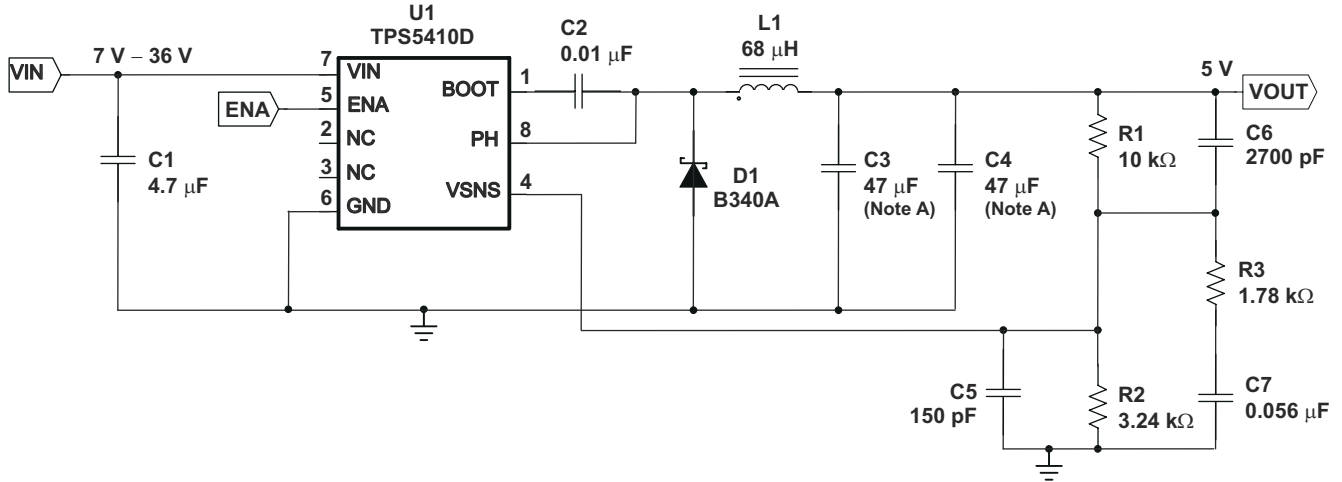 U1
TPS5410D
C2
0.01 μF
L1
68 μH
VIN
7 V – 36 V
7
VIN
BOOT
1
5 V
VOUT
ENA
5
ENA
2
NC
PH
8
3
NC
VSNS
4
6
GND
C1
4.7 μF
D1
B340A
C3
47 μF
(Note A)
C4
47 μF
(Note A)
R1
10 kΩ
C6
2700 pF
R3
1.78 kΩ
C5
150 pF
R2
3.24 kΩ
C7
0.056 μF